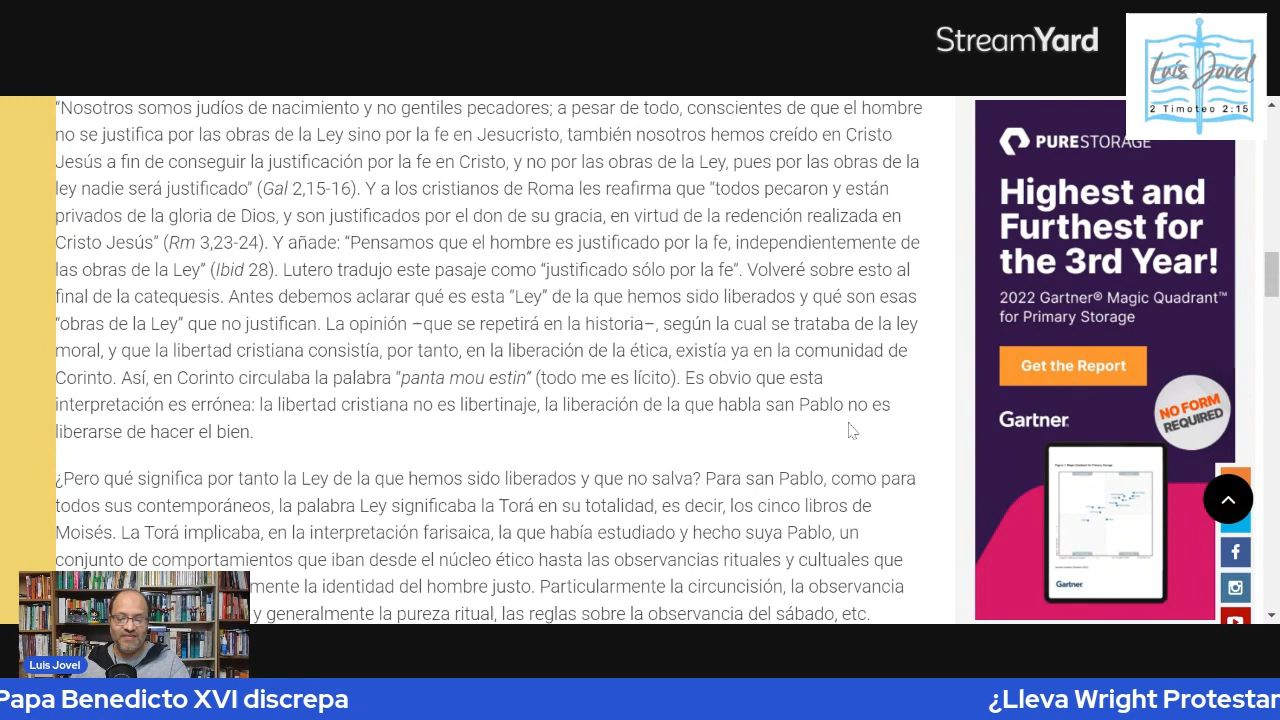 StreamYard
Luis Jovel
2 Timoteo 2:15
“Nosotros somos judíos de nacimiento y no gentiles
pesar de todo, conscientes de que el hombre
no se justifica por las obras de la Ley sino por la fe en Jesucristo, también nosotros hemos creído en Cristo
Jesús a fin de conseguir la justificación por la fe en Cristo, y no por las obras de la Ley, pues por las obras de la
ley nadie será justificado” (Gal 2,15-16). Y a los cristianos de Roma les reafirma que “todos pecaron y están
privados de la gloria de Dios, y son justificados por el don de su gracia, en virtud de la redención realizada en
Cristo Jesús” (Rm 3,23-24). Y añade: “Pensamos que el hombre es justificado por la fe, independientemente de
las obras de la Ley” (Ibid 28). Lutero tradujo este pasaje como “justificado sólo por la fe”. Volveré sobre esto al
final de la catequesis. Antes debemos aclarar qué es esta “Ley” de la que hemos sido liberados y qué son esas
“obras de la Ley” que no justifican. La opinión –que se repetirá en la historia–, según la cual se trataba de la ley
moral, y que la libertad cristiana consistía, por tanto, en la liberación de la ética, existía ya en la comunidad de
Corinto. Así, en Corinto circulaba la palabra “panta mou estin” (todo me es lícito). Es obvio que esta
interpretación es errónea: la libertad cristiana no es libertinaje, la liberación de la que habla san Pablo no es
liberarse de hacer el bien.
¿Pero qué significa por tanto la Ley de la que hemos sido liberados y que no salva? Para san Pablo, como para
todos sus contemporáneos, la palabra Ley significaba la Torá en su totalidad, es decir, los cinco libros de
Moisés. La Torá implicaba, en la interpretación farisaica, la que había estudiado y hecho suya Pablo, un
conjunto de comportamientos que iban desde el núcleo ético hasta las observancias rituales y cultuales que
identidad del hombre justo. Particularmente la circuncisión, la observancia
y generalmente la pureza ritual, las reglas sobre la observancia del sábado, etc.
PURESTORAGE
Highest and
Furthest for
the 3rd Year!
2022 Gartner® Magic Quadrant™
for Primary Storage
Get the Report
Gartner
NO FORM
REQUIRED
Gartner
Luis Jovel
Papa Benedicto XVI discrepa
¿Lleva Wright Protestan